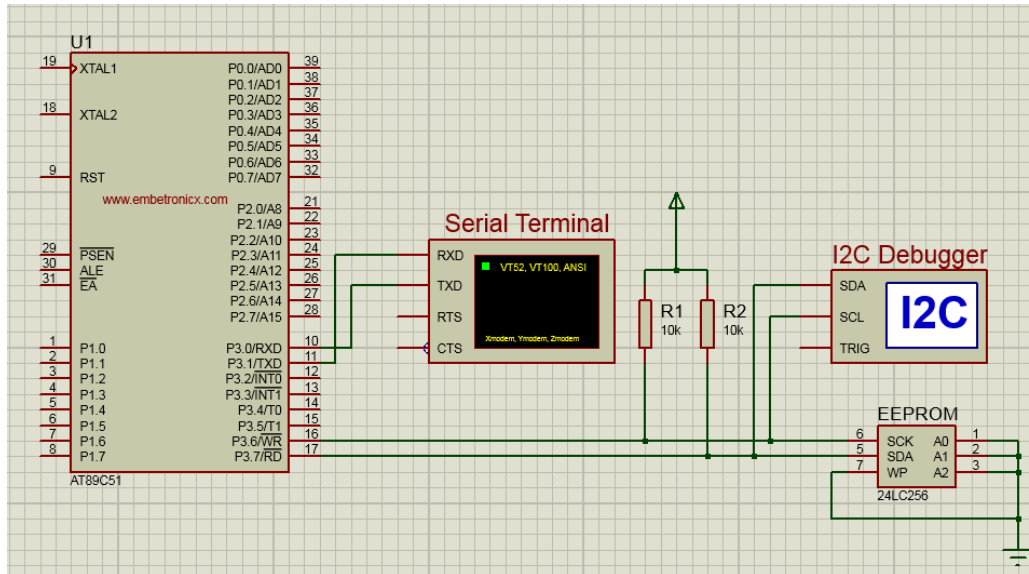 U1
19 XTAL1
18 XTAL2
9 RST
www.embetronicx.com
29 PSEN
30 ALE
31 EA
1 P1.0
2 P1.1
3 P1.2
4 P1.3
5 P1.4
6 P1.5
7 P1.6
8 P1.7
P0.0/AD0 39
P0.1/AD1 38
P0.2/AD2 37
P0.3/AD3 36
P0.4/AD4 35
P0.5/AD5 34
P0.6/AD6 33
P0.7/AD7 32
P2.0/A8 21
P2.1/A9 22
P2.2/A10 23
P2.3/A11 24
P2.4/A12 25
P2.5/A13 26
P2.6/A14 27
P2.7/A15 28
P3.0/RXD 10
P3.1/TXD 11
P3.2/INT0 12
P3.3/INT1 13
P3.4/T0 14
P3.5/T1 15
P3.6/WR 16
P3.7/RD 17
AT89C51
Serial Terminal
RXD
TXD
RTS
CTS
VT52, VT100, ANSI
Xmodem, Ymodem, Zmodem
R1
10k
R2
10k
I2C Debugger
SDA
SCL
TRIG
I2C
EEPROM
6 SCK A0 1
5 SDA A1 2
7 WP A2 3
24LC256